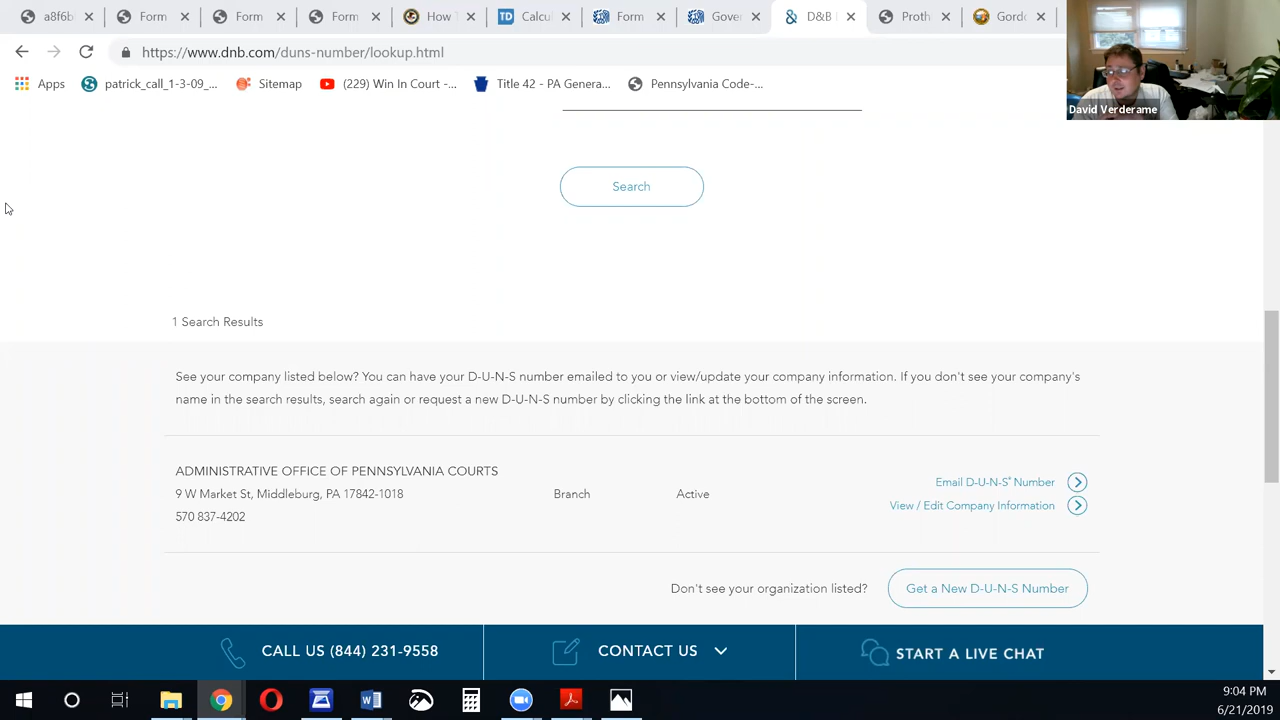 a8f6b
Form
Form
Form
How T
Calcu
Form
Gove
D&B
Proth
Gord
https://www.dnb.com/duns-number/lookup.html
Apps
patrick_call_1-3-09_...
Sitemap
(229) Win In Court -...
Title 42 - PA Genera...
Pennsylvania Code-...
David Verderame
Search
1 Search Results
See your company listed below? You can have your D-U-N-S number emailed to you or view/update your company information. If you don't see your company's
name in the search results, search again or request a new D-U-N-S number by clicking the link at the bottom of the screen.
ADMINISTRATIVE OFFICE OF PENNSYLVANIA COURTS
9 W Market St, Middleburg, PA 17842-1018
570 837-4202
Branch
Active
Email D-U-N-S® Number
View / Edit Company Information
Don't see your organization listed?
Get a New D-U-N-S Number
CALL US (844) 231-9558
CONTACT US
START A LIVE CHAT
9:04 PM
6/21/2019